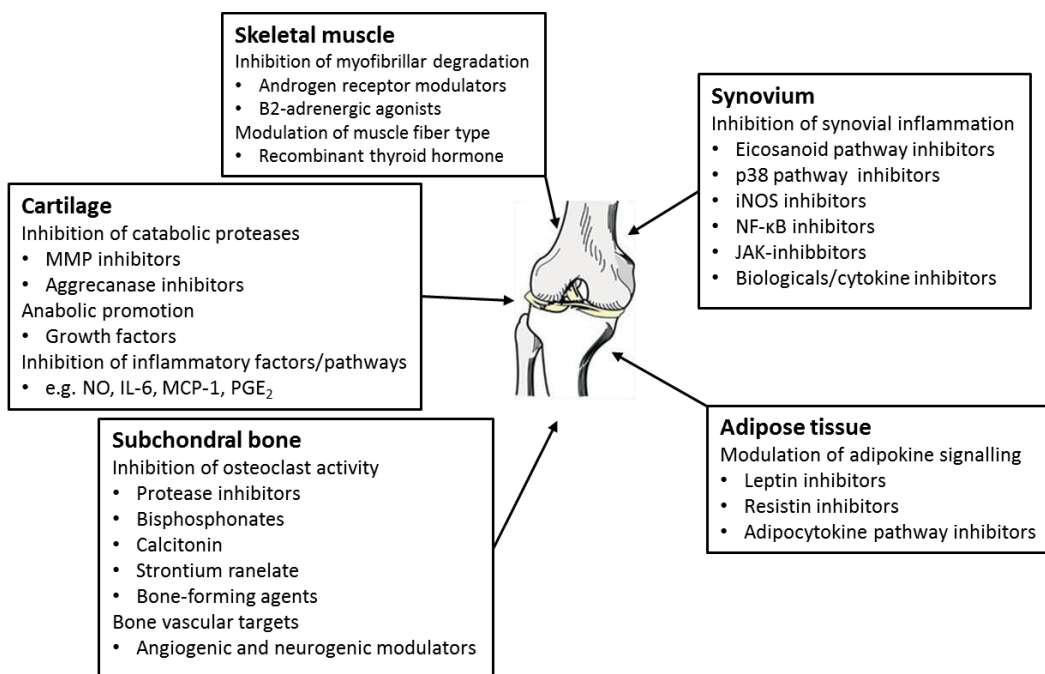 Skeletal muscle
Inhibition of myofibrillar degradation
• Androgen receptor modulators
• B2-adrenergic agonists
Modulation of muscle fiber type
• Recombinant thyroid hormone
Synovium
Inhibition of synovial inflammation
• Eicosanoid pathway inhibitors
• p38 pathway inhibitors
• iNOS inhibitors
• NF-κB inhibitors
• JAK-inhibbitors
• Biologicals/cytokine inhibitors
Cartilage
Inhibition of catabolic proteases
• MMP inhibitors
• Aggrecanase inhibitors
Anabolic promotion
• Growth factors
Inhibition of inflammatory factors/pathways
• e.g. NO, IL-6, MCP-1, PGE₂
Subchondral bone
Inhibition of osteoclast activity
• Protease inhibitors
• Bisphosphonates
• Calcitonin
• Strontium ranelate
• Bone-forming agents
Bone vascular targets
• Angiogenic and neurogenic modulators
Adipose tissue
Modulation of adipokine signalling
• Leptin inhibitors
• Resistin inhibitors
• Adipocytokine pathway inhibitors